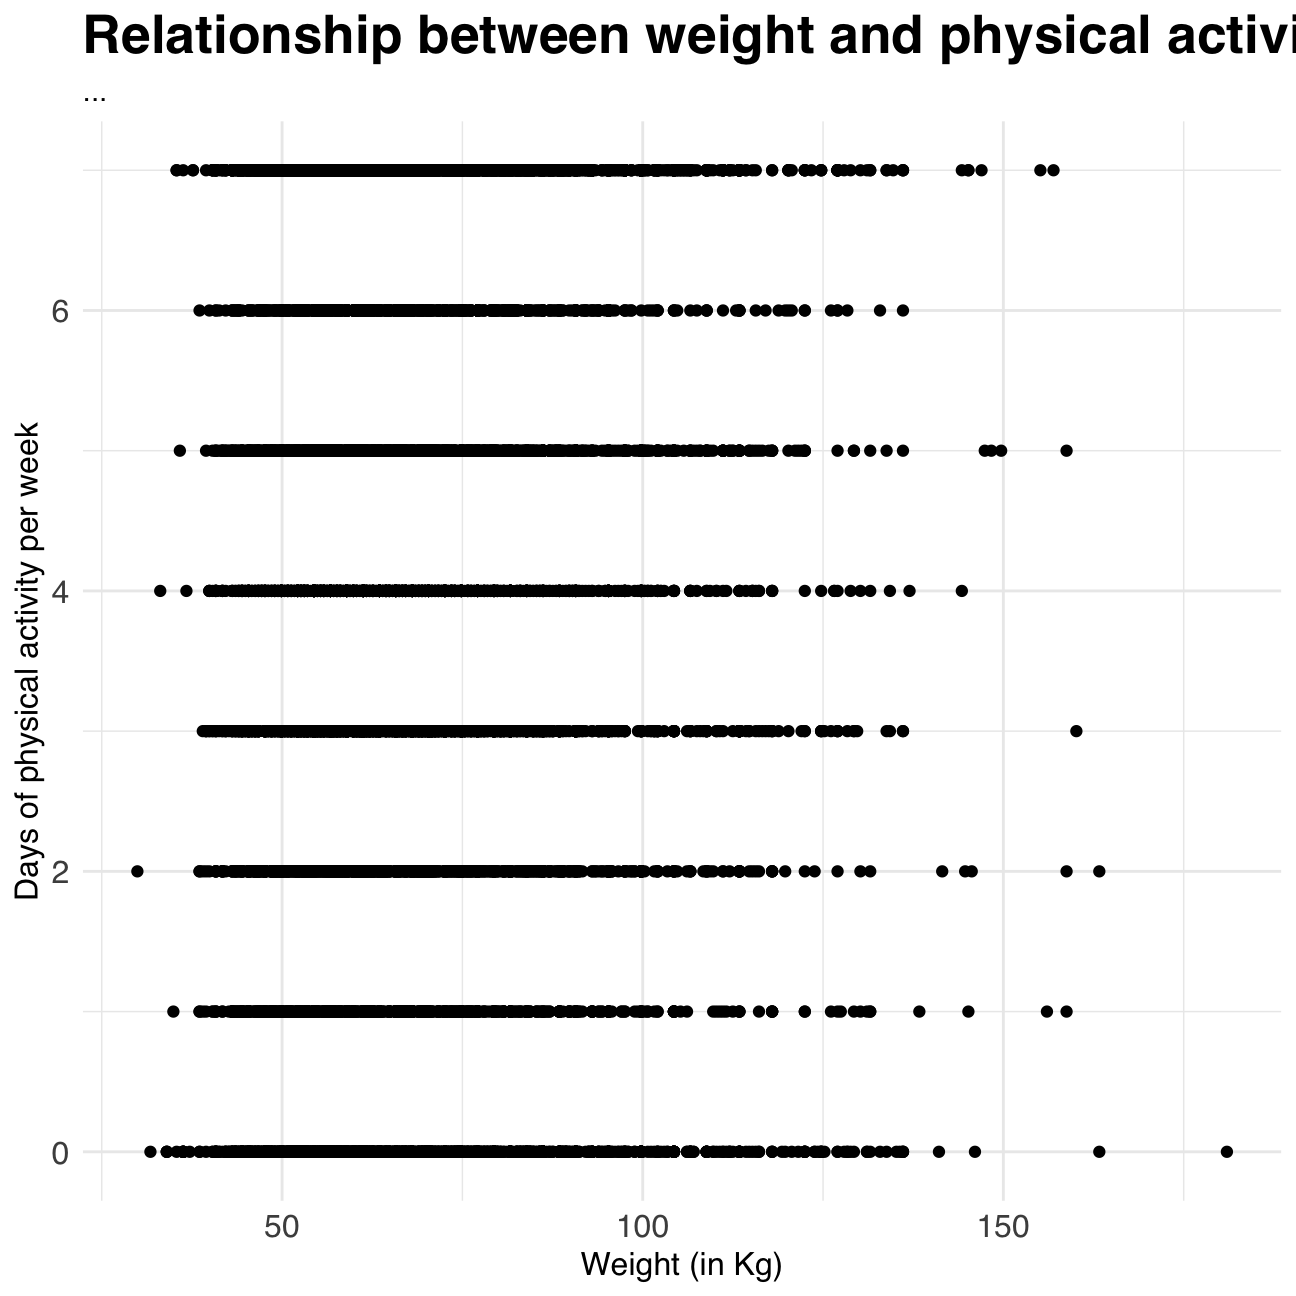 Relationship between weight and physical activi
...
Days of physical activity per week
6
4
2
0
50 100 150
Weight (in Kg)